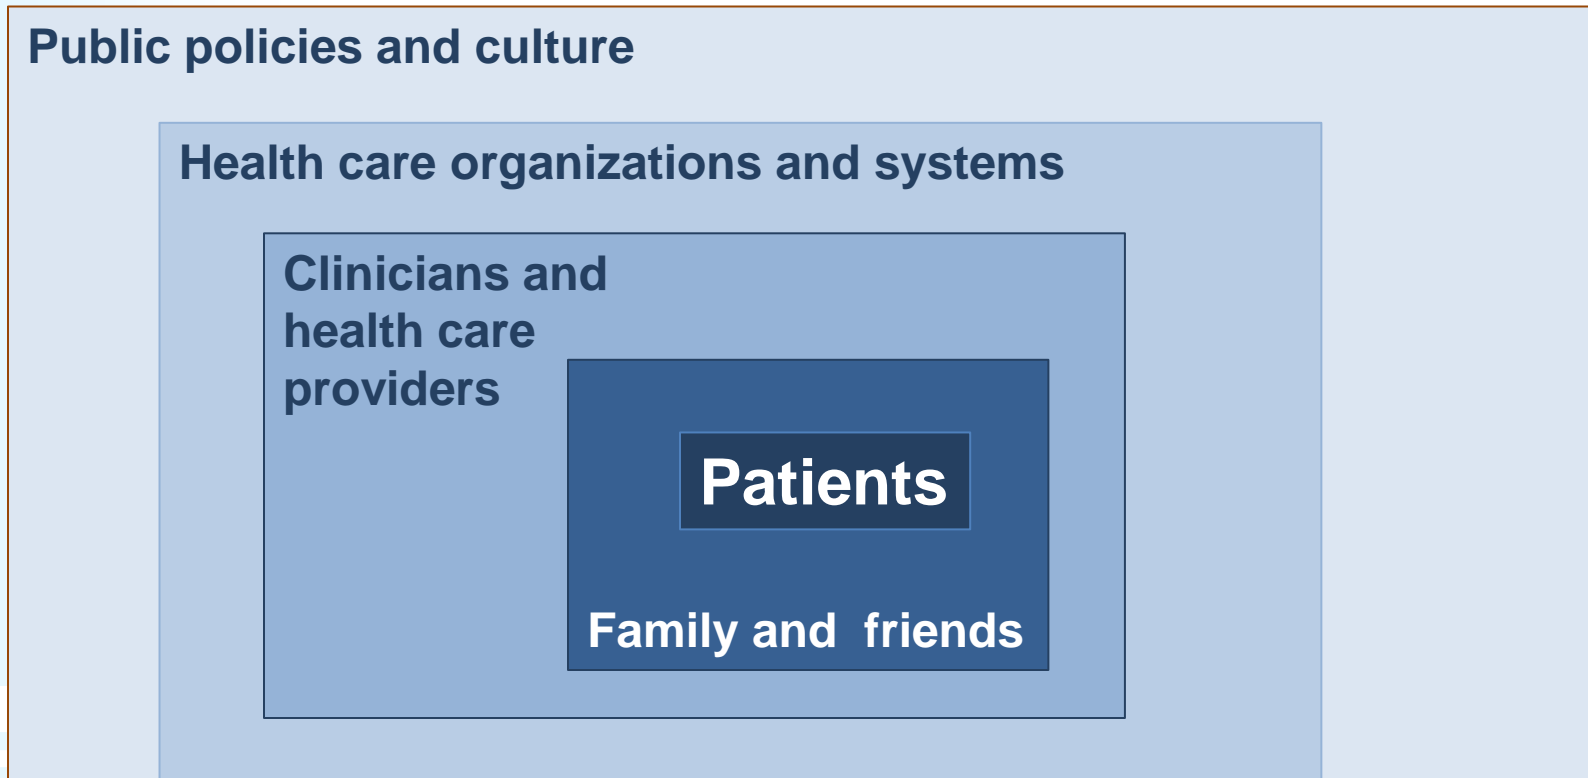 Public policies and culture
Health care organizations and systems
Clinicians and
health care
providers
Patients
Family and  friends